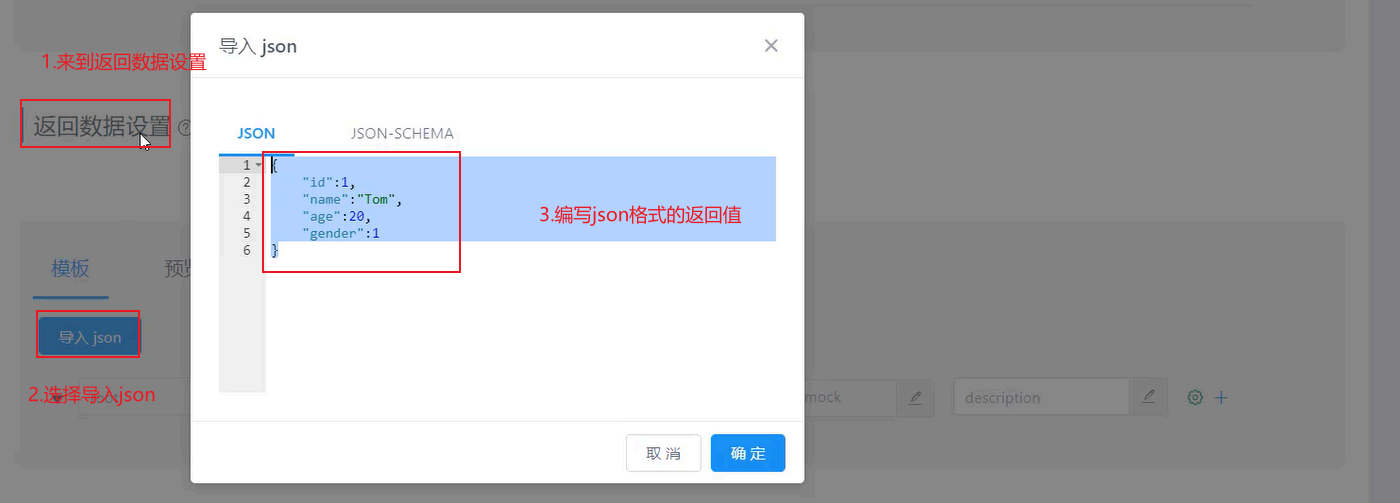 导入 json
1.来到返回数据设置
返回数据设置
JSON
JSON-SCHEMA
1 {
2 "id":1,
3 "name":"Tom",
4 "age":20,
5 "gender":1
6 }
3.编写json格式的返回值
模板
预览
导入 json
2.选择导入json
mock
description
取 消
确 定